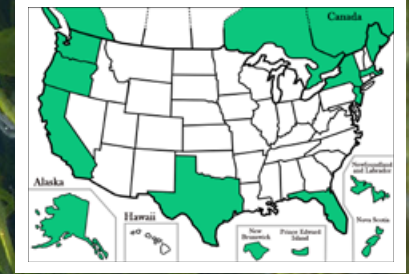 Canada
Newfoundland
and Labrador
Alaska
Hawaii
New
Brunswick
Prince Edward
Island
Nova Scotia